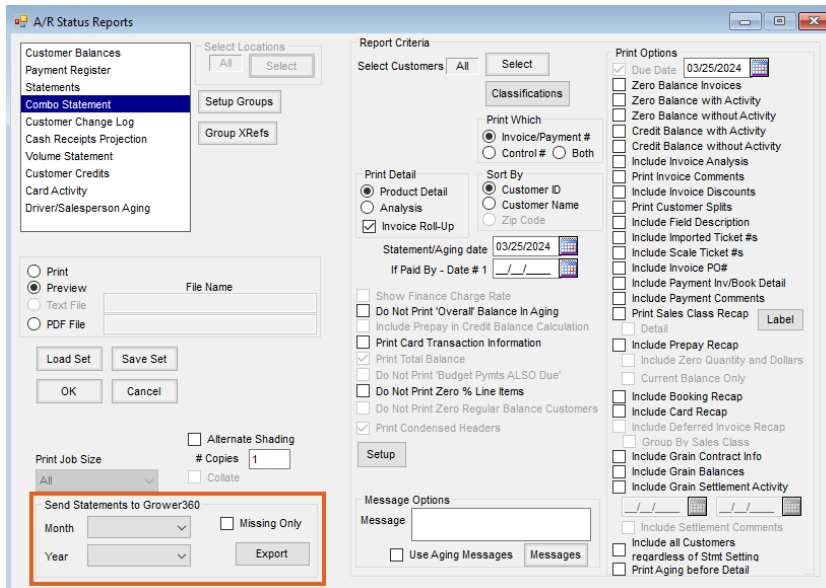 A/R Status Reports
Customer Balances
Payment Register
Statements
Combo Statement
Customer Change Log
Cash Receipts Projection
Volume Statement
Customer Credits
Card Activity
Driver/Salesperson Aging
Select Locations
All Select
Setup Groups
Group XRefs
Print
Preview
File Name
Text File
PDF File
Load Set Save Set
OK Cancel
Alternate Shading
Print Job Size
# Copies 1
All
Collate
Send Statements to Grower360
Month
Missing Only
Year
Export
Report Criteria
Select Customers All Select
Classifications
Print Which
Invoice/Payment #
Control # Both
Print Detail
Product Detail
Analysis
Invoice Roll-Up
Sort By
Customer ID
Customer Name
Zip Code
Statement/Aging date 03/25/2024
If Paid By - Date # 1 __/__/____
Show Finance Charge Rate
Do Not Print 'Overall' Balance In Aging
Include Prepay in Credit Balance Calculation
Print Card Transaction Information
Print Total Balance
Do Not Print 'Budget Pymts ALSO Due'
Do Not Print Zero % Line Items
Do Not Print Zero Regular Balance Customers
Print Condensed Headers
Setup
Message Options
Message
Use Aging Messages Messages
Print Options
Due Date 03/25/2024
Zero Balance Invoices
Zero Balance with Activity
Zero Balance without Activity
Credit Balance with Activity
Credit Balance without Activity
Include Invoice Analysis
Print Invoice Comments
Include Invoice Discounts
Print Customer Splits
Include Field Description
Include Imported Ticket #s
Include Scale Ticket #s
Include Invoice PO#
Include Payment Inv/Book Detail
Include Payment Comments
Print Sales Class Recap
Detail
Label
Include Prepay Recap
Include Zero Quantity and Dollars
Current Balance Only
Include Booking Recap
Include Card Recap
Include Deferred Invoice Recap
Group By Sales Class
Include Grain Contract Info
Include Grain Balances
Include Grain Settlement Activity
__/__/____ __/__/____
Include Settlement Comments
Include all Customers
regardless of Stmt Setting
Print Aging before Detail